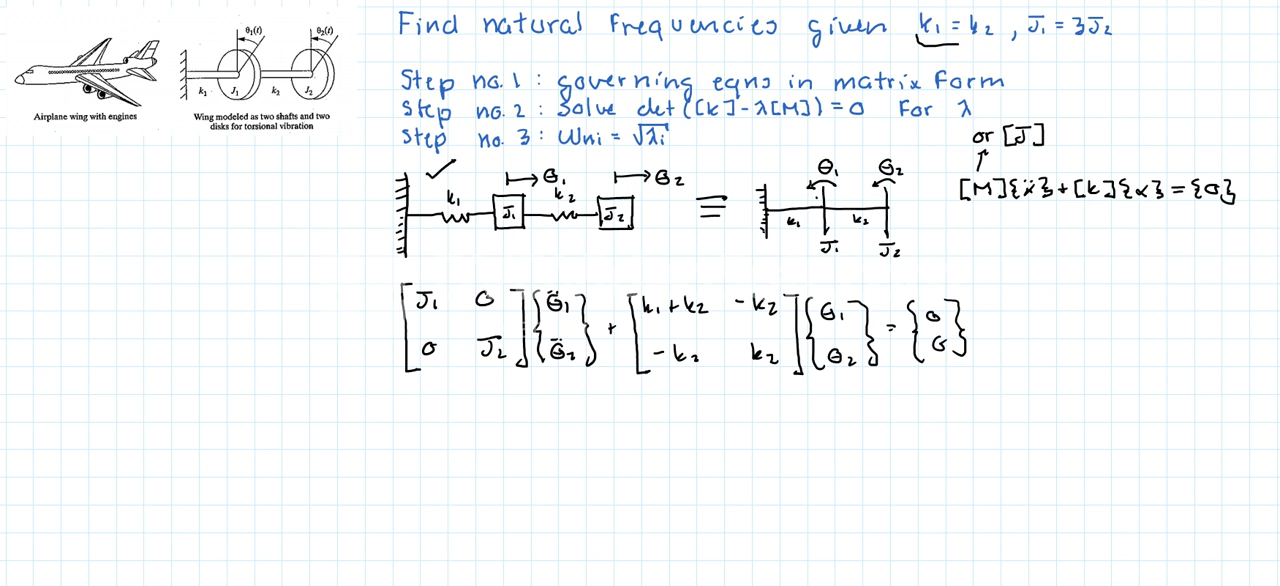 Find natural frequencies given k₁ = k₂ , J₁ = 3J₂
Step no. 1 : governing eqns in matrix form
Step no. 2 : Solve det([k] - λ[M]) = 0 for λ
Step no. 3 : ωni = √λi
or [J]
[M]{ẍ} + [k]{x} = {0}
θ₁(t) θ₂(t)
k₁ J₁ k₂ J₂
Airplane wing with engines
Wing modeled as two shafts and two
disks for torsional vibration
✓ θ₁ θ₂
k₁ J₁ k₂ J₂
≡
θ₁ θ₂
k₁ k₂
J₁ J₂
[J₁ 0] {θ̈₁} + [k₁ + k₂ -k₂] {θ₁} = {0}
[0 J₂] {θ̈₂} [-k₂ k₂] {θ₂} {0}